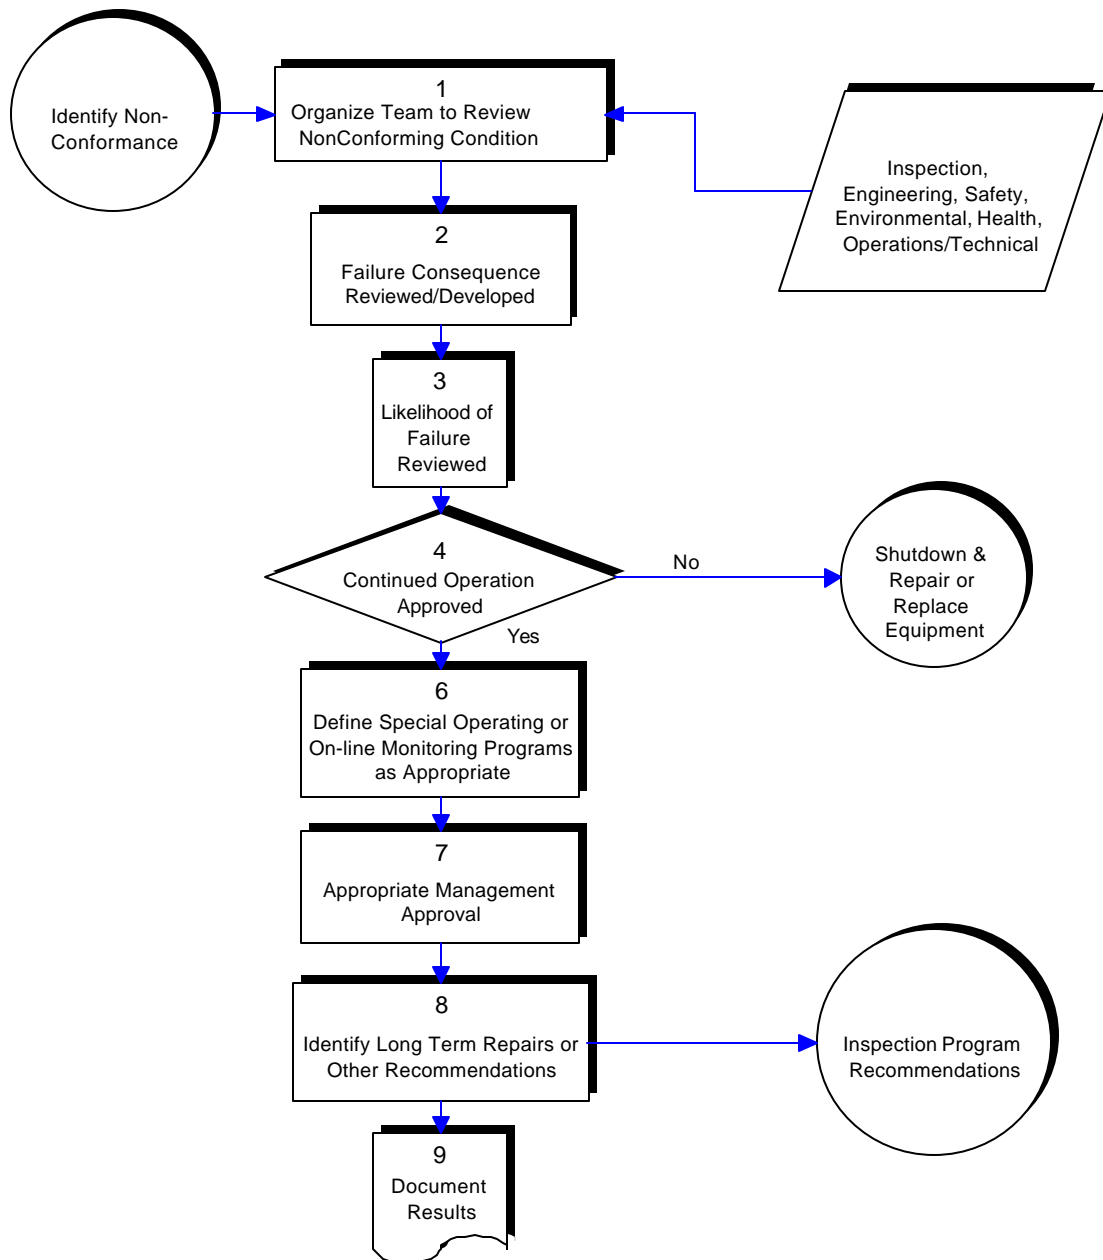 Identify Non-
Conformance
1
Organize Team to Review
NonConforming Condition
Inspection,
Engineering, Safety,
Environmental, Health,
Operations/Technical
2
Failure Consequence
Reviewed/Developed
3
Likelihood of
Failure
Reviewed
4
Continued Operation
Approved
No
Shutdown &
Repair or
Replace
Equipment
Yes
6
Define Special Operating or
On-line Monitoring Programs
as Appropriate
7
Appropriate Management
Approval
8
Identify Long Term Repairs or
Other Recommendations
Inspection Program
Recommendations
9
Document
Results